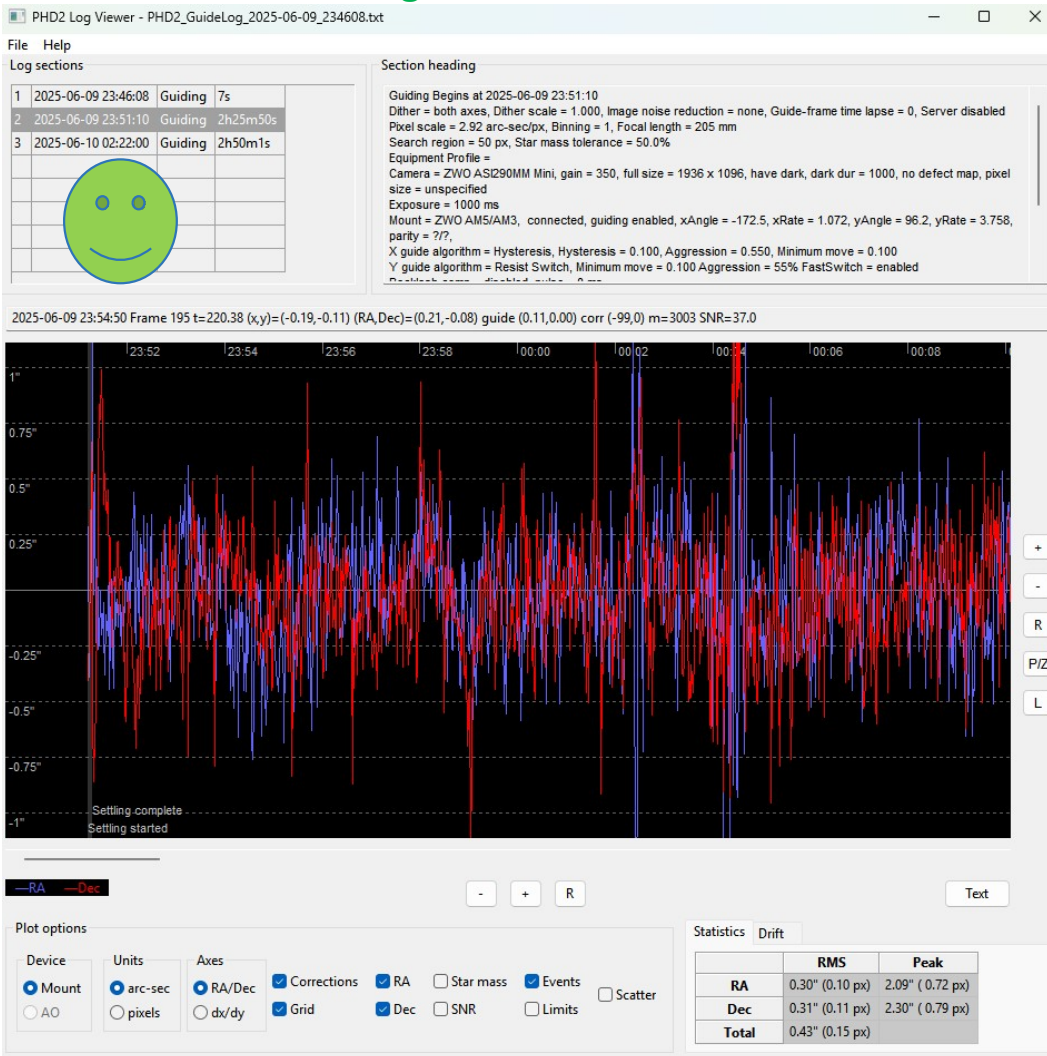 PHD2 Log Viewer - PHD2_GuideLog_2025-06-09_234608.txt
File Help
Log sections
1 2025-06-09 23:46:08 Guiding 7s
2 2025-06-09 23:51:10 Guiding 2h25m50s
3 2025-06-10 02:22:00 Guiding 2h50m1s
Section heading
Guiding Begins at 2025-06-09 23:51:10
Dither = both axes, Dither scale = 1.000, Image noise reduction = none, Guide-frame time lapse = 0, Server disabled
Pixel scale = 2.92 arc-sec/px, Binning = 1, Focal length = 205 mm
Search region = 50 px, Star mass tolerance = 50.0%
Equipment Profile =
Camera = ZWO ASI290MM Mini, gain = 350, full size = 1936 x 1096, have dark, dark dur = 1000, no defect map, pixel
size = unspecified
Exposure = 1000 ms
Mount = ZWO AM5/AM3, connected, guiding enabled, xAngle = -172.5, xRate = 1.072, yAngle = 96.2, yRate = 3.758,
parity = ?/?,
X guide algorithm = Hysteresis, Hysteresis = 0.100, Aggression = 0.550, Minimum move = 0.100
Y guide algorithm = Resist Switch, Minimum move = 0.100 Aggression = 55% FastSwitch = enabled
2025-06-09 23:54:50 Frame 195 t=220.38 (x,y)=(-0.19,-0.11) (RA,Dec)=(0.21,-0.08) guide (0.11,0.00) corr (-99,0) m=3003 SNR=37.0
23:52 23:54 23:56 23:58 00:00 00:02 00:04 00:06 00:08
1"
0.75"
0.5"
0.25"
-0.25"
-0.5"
-0.75"
-1"
Settling complete
Settling started
+
-
R
P/Z
L
—RA —Dec
- + R
Text
Plot options
Device Units Axes
Mount arc-sec RA/Dec Corrections RA Star mass Events Scatter
AO pixels dx/dy Grid Dec SNR Limits
Statistics Drift
RMS Peak
RA 0.30" (0.10 px) 2.09" ( 0.72 px)
Dec 0.31" (0.11 px) 2.30" ( 0.79 px)
Total 0.43" (0.15 px)